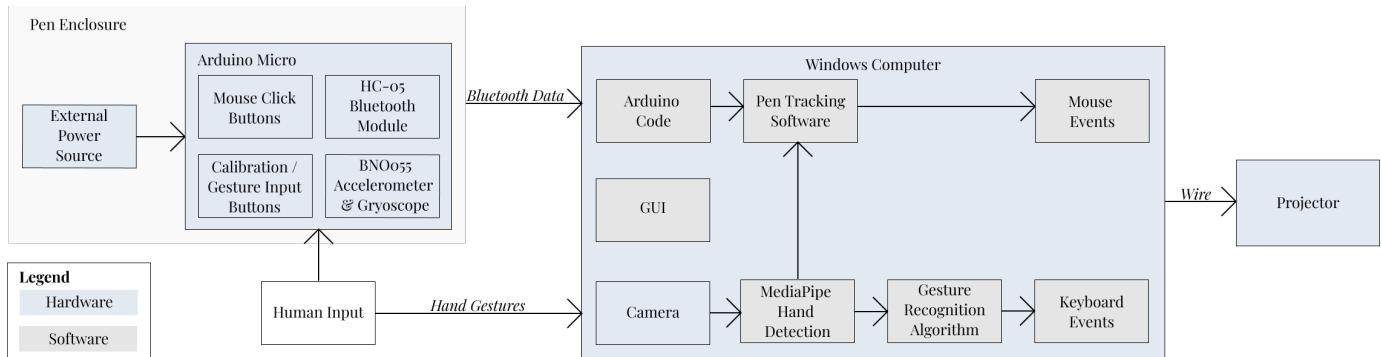 Pen Enclosure
External
Power
Source
Arduino Micro
Mouse Click
Buttons
HC-05
Bluetooth
Module
Calibration /
Gesture Input
Buttons
BNO055
Accelerometer
& Gryoscope
Bluetooth Data
Human Input
Hand Gestures
Windows Computer
Arduino
Code
Pen Tracking
Software
Mouse
Events
GUI
Camera
MediaPipe
Hand
Detection
Gesture
Recognition
Algorithm
Keyboard
Events
Wire
Projector
Legend
Hardware
Software